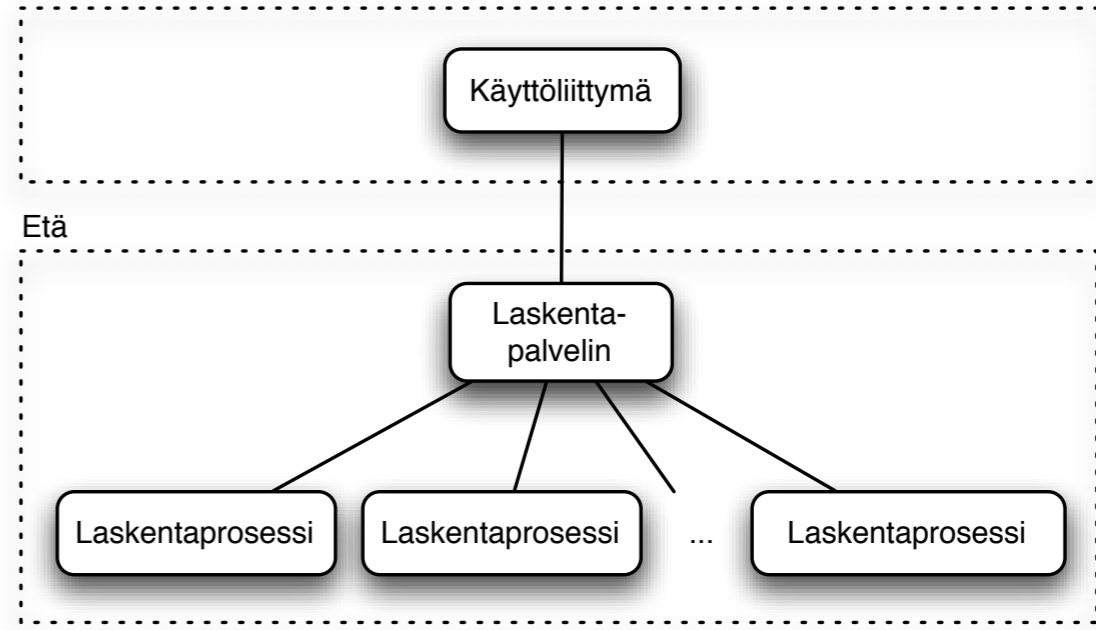 Käyttöliittymä
Etä
Laskenta-
palvelin
Laskentaprosessi
Laskentaprosessi
...
Laskentaprosessi